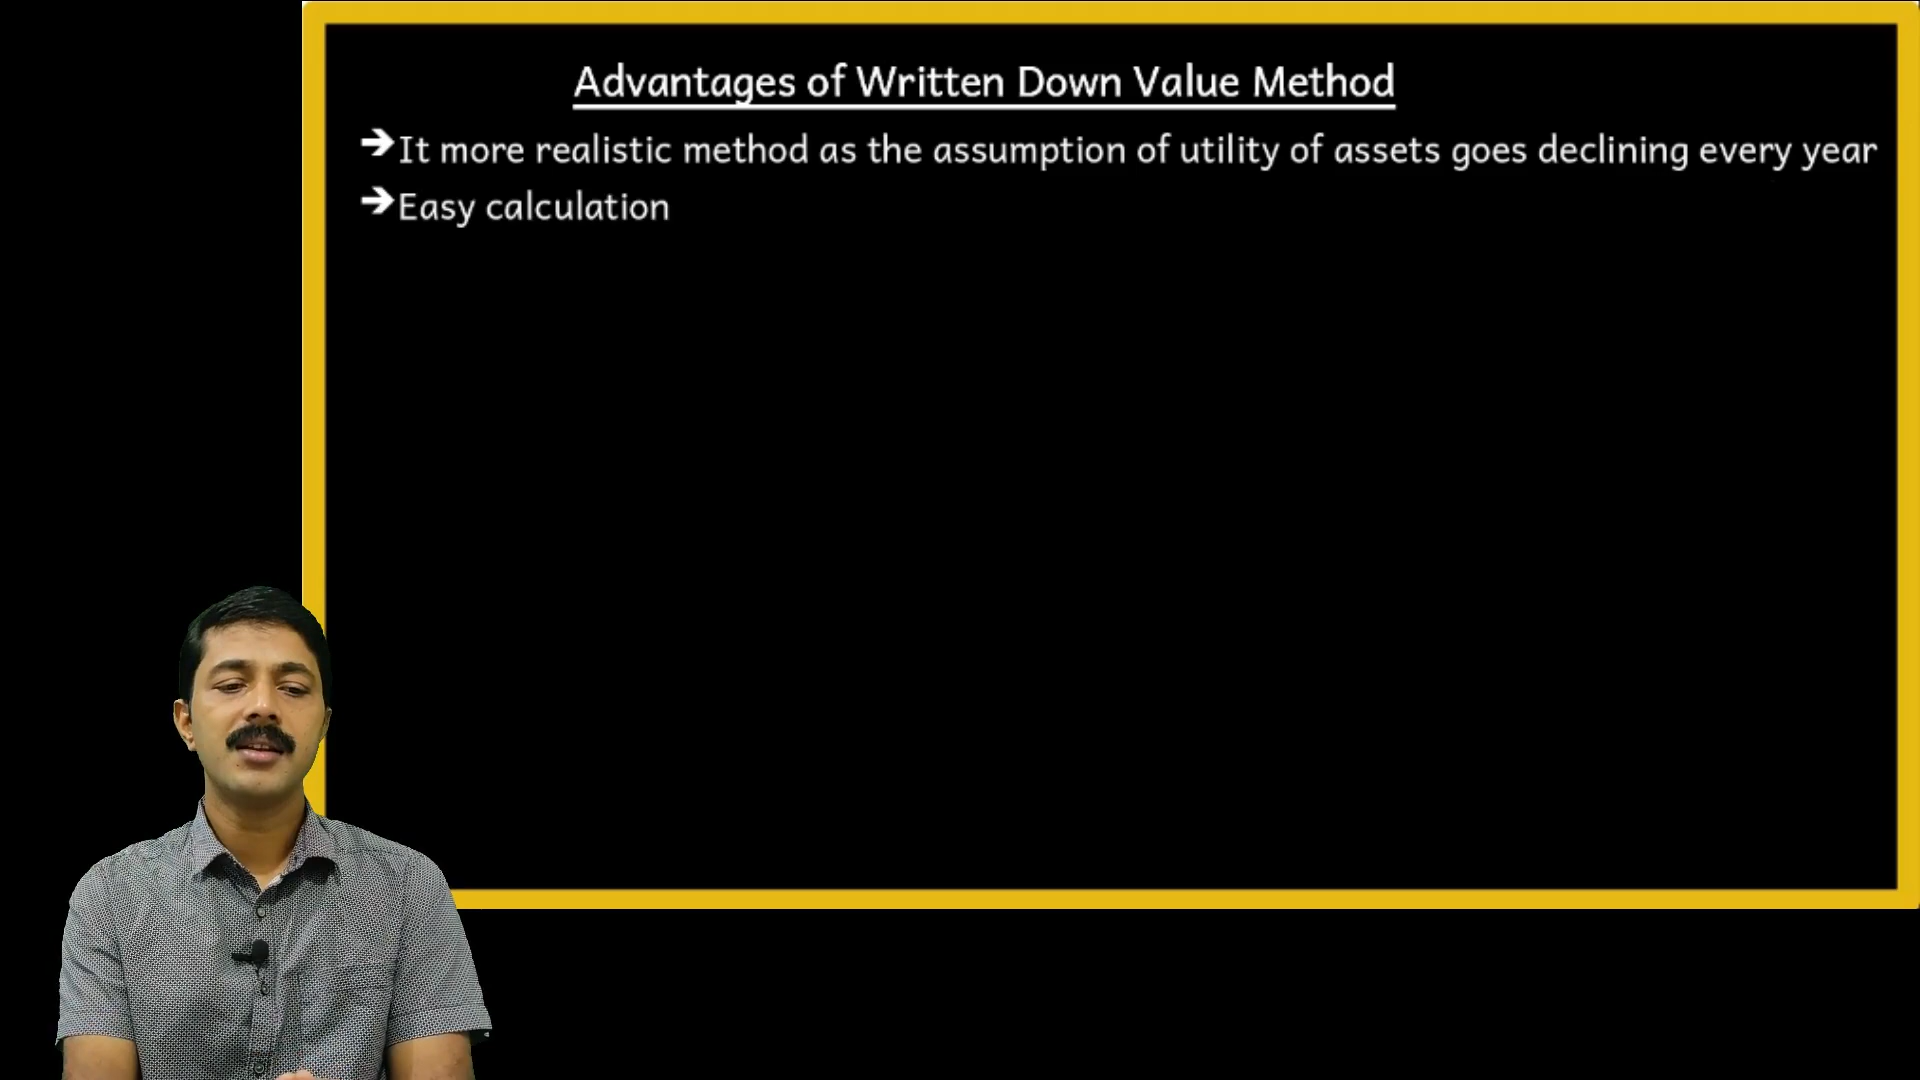 Advantages of Written Down Value Method
➔It more realistic method as the assumption of utility of assets goes declining every year
➔Easy calculation